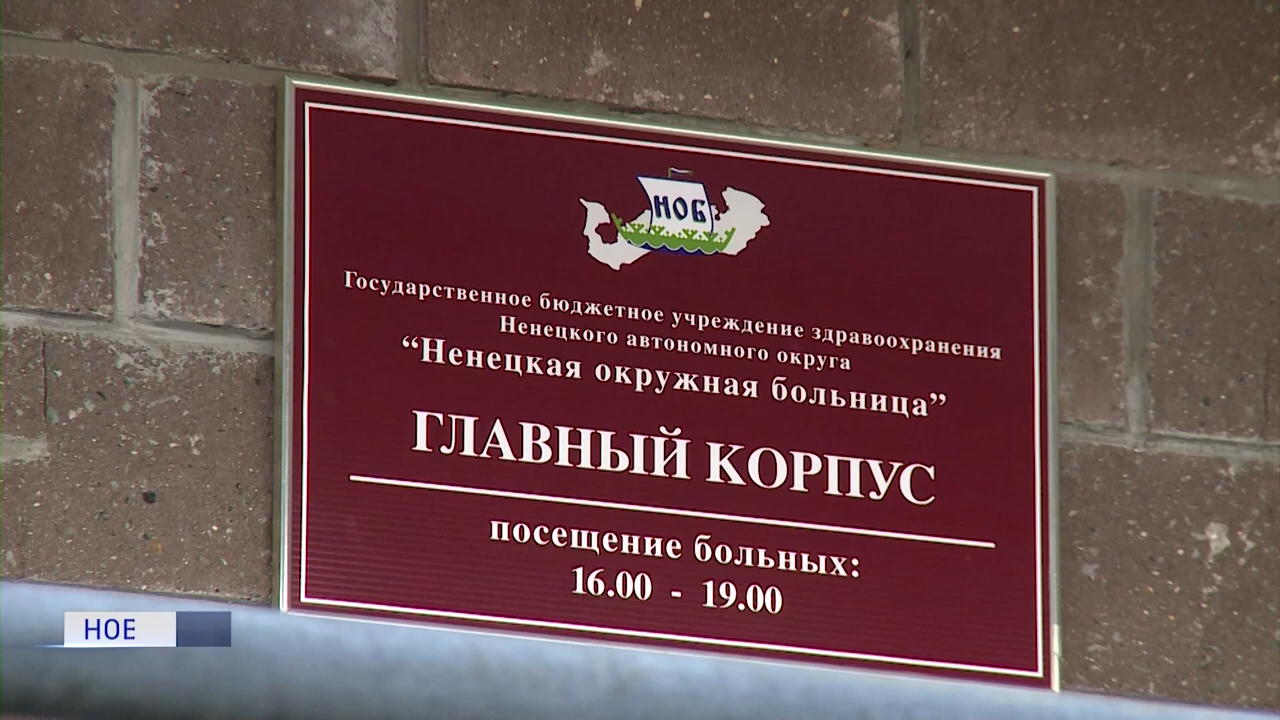 НОБ
Государственное бюджетное учреждение здравоохранения
Ненецкого автономного округа
“Ненецкая окружная больница”
ГЛАВНЫЙ КОРПУС
посещение больных:
16.00 - 19.00
НОЕ